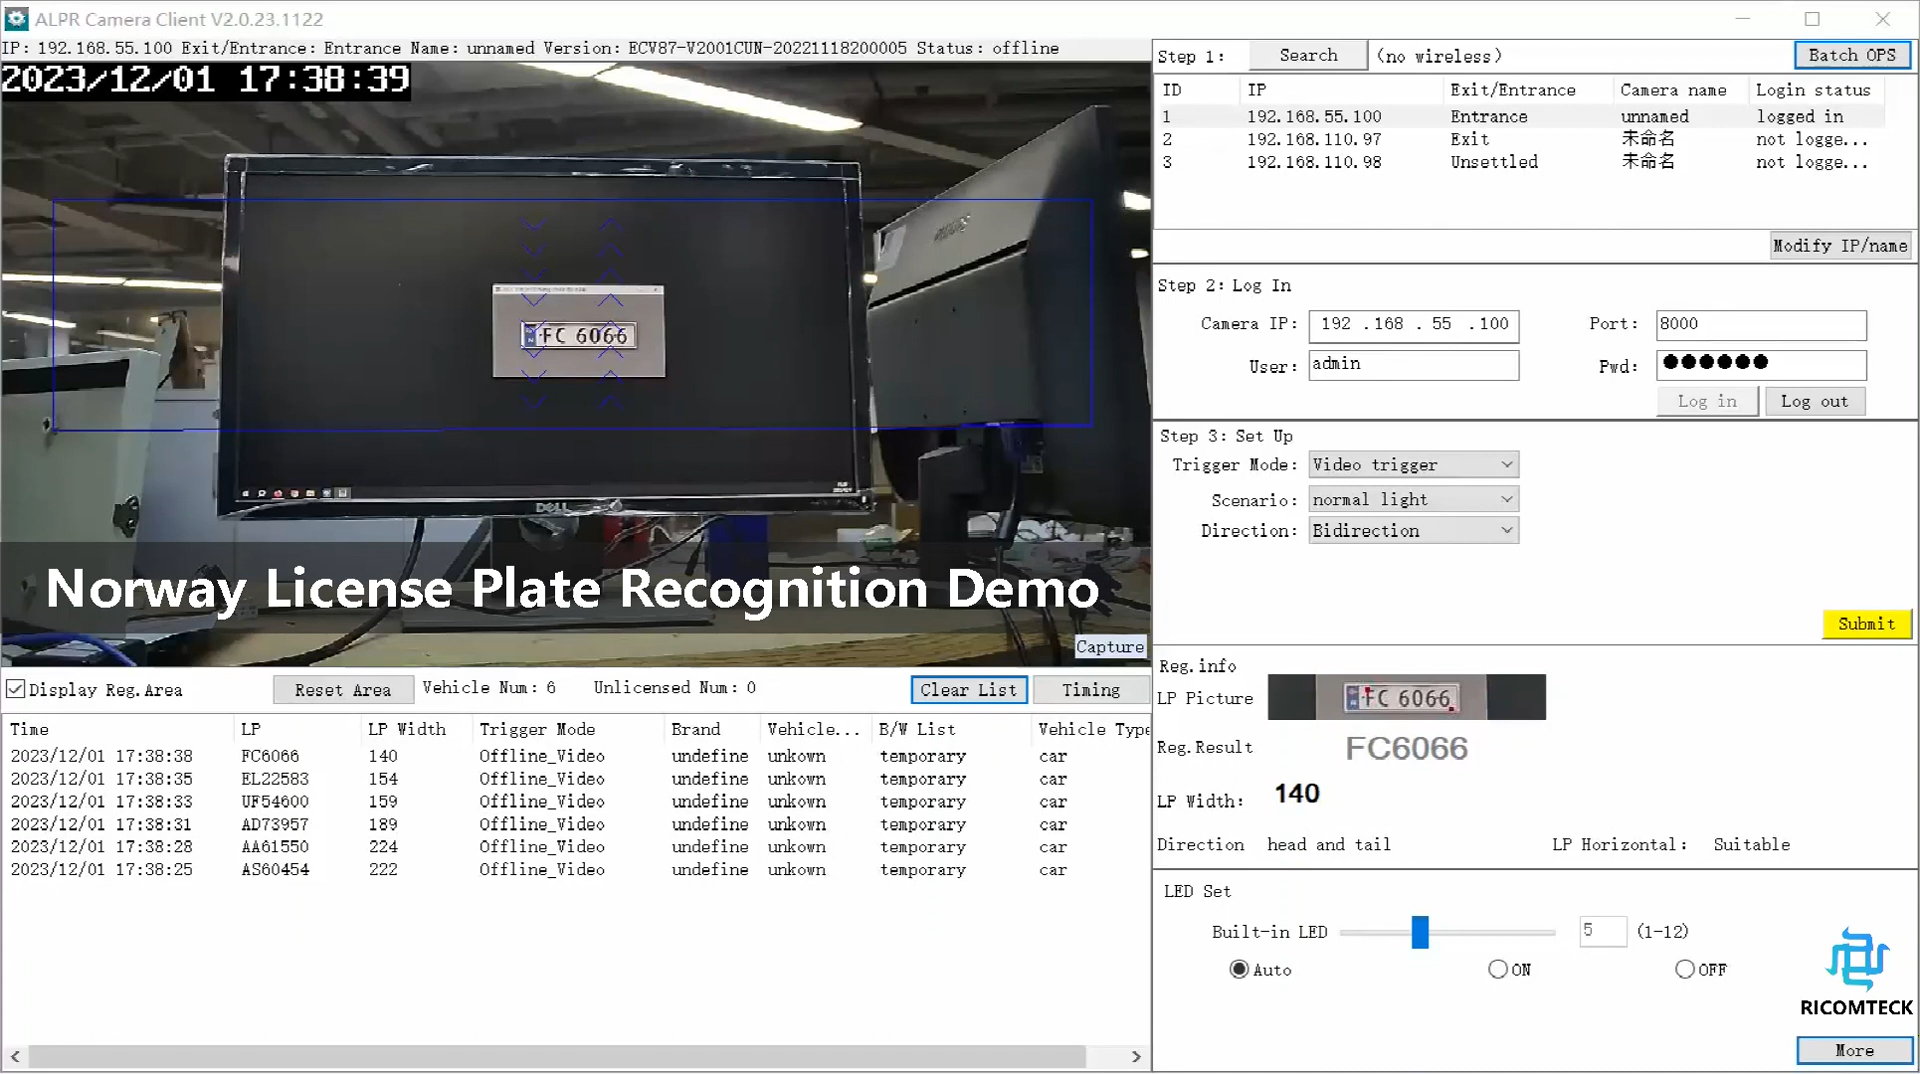 ALPR Camera Client V2.0.23.1122
IP: 192.168.55.100 Exit/Entrance: Entrance Name: unnamed Version: ECV87-V2001CUN-20221118200005 Status: offline
2023/12/01 17:38:39
FC 6066
DELL
Norway License Plate Recognition Demo
Capture
Display Reg.Area
Reset Area
Vehicle Num: 6
Unlicensed Num: 0
Clear List
Timing
Time LP LP Width Trigger Mode Brand Vehicle... B/W List Vehicle Type
2023/12/01 17:38:38 FC6066 140 Offline_Video undefine unkown temporary car
2023/12/01 17:38:35 EL22583 154 Offline_Video undefine unkown temporary car
2023/12/01 17:38:33 UF54600 159 Offline_Video undefine unkown temporary car
2023/12/01 17:38:31 AD73957 189 Offline_Video undefine unkown temporary car
2023/12/01 17:38:28 AA61550 224 Offline_Video undefine unkown temporary car
2023/12/01 17:38:25 AS60454 222 Offline_Video undefine unkown temporary car
Step 1: Search (no wireless) Batch OPS
ID IP Exit/Entrance Camera name Login status
1 192.168.55.100 Entrance unnamed logged in
2 192.168.110.97 Exit 未命名 not logge...
3 192.168.110.98 Unsettled 未命名 not logge...
Modify IP/name
Step 2: Log In
Camera IP: 192 .168 . 55 .100 Port: 8000
User: admin Pwd: ●●●●●●
Log in Log out
Step 3: Set Up
Trigger Mode: Video trigger
Scenario: normal light
Direction: Bidirection
Submit
Reg.info
LP Picture FC 6066
Reg.Result FC6066
LP Width: 140
Direction head and tail LP Horizontal: Suitable
LED Set
Built-in LED 5 (1-12)
Auto ON OFF
RICOMTECK
More